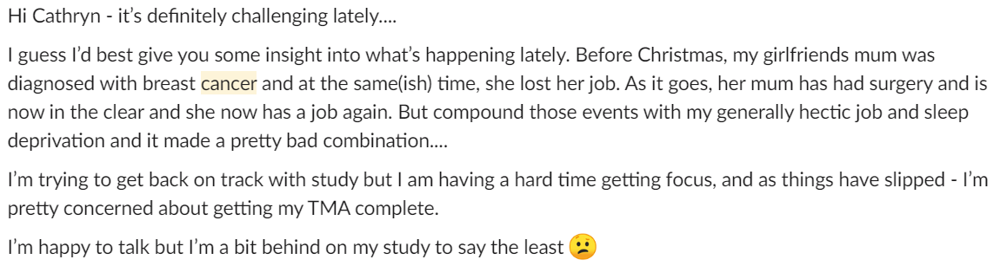 Hi Cathryn - it’s definitely challenging lately....
I guess I’d best give you some insight into what’s happening lately. Before Christmas, my girlfriends mum was
diagnosed with breast cancer and at the same(ish) time, she lost her job. As it goes, her mum has had surgery and is
now in the clear and she now has a job again. But compound those events with my generally hectic job and sleep
deprivation and it made a pretty bad combination....
I’m trying to get back on track with study but I am having a hard time getting focus, and as things have slipped - I’m
pretty concerned about getting my TMA complete.
I’m happy to talk but I’m a bit behind on my study to say the least 😟